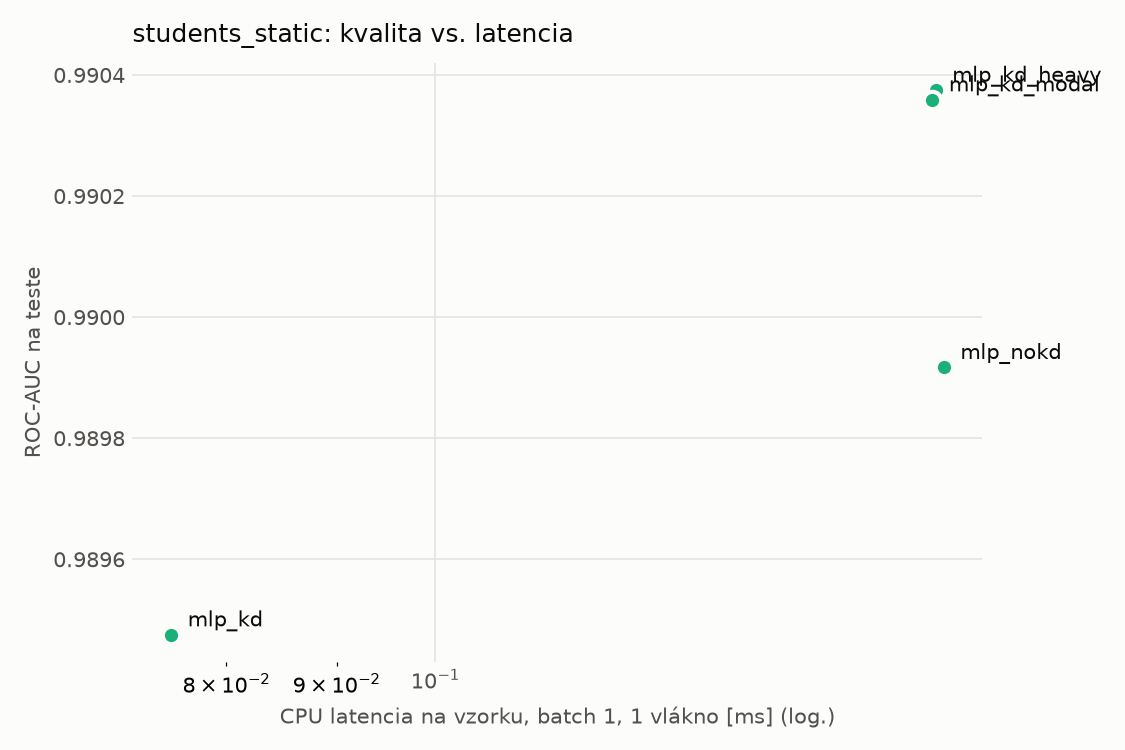 students_static: kvalita vs. latencia
0.9904
mlp_kd_heavy
mlp_kd_modal
0.9902
ROC-AUC na teste
0.9900
mlp_nokd
0.9898
0.9896
mlp_kd
8 × 10⁻² 9 × 10⁻² 10⁻¹
CPU latencia na vzorku, batch 1, 1 vlákno [ms] (log.)